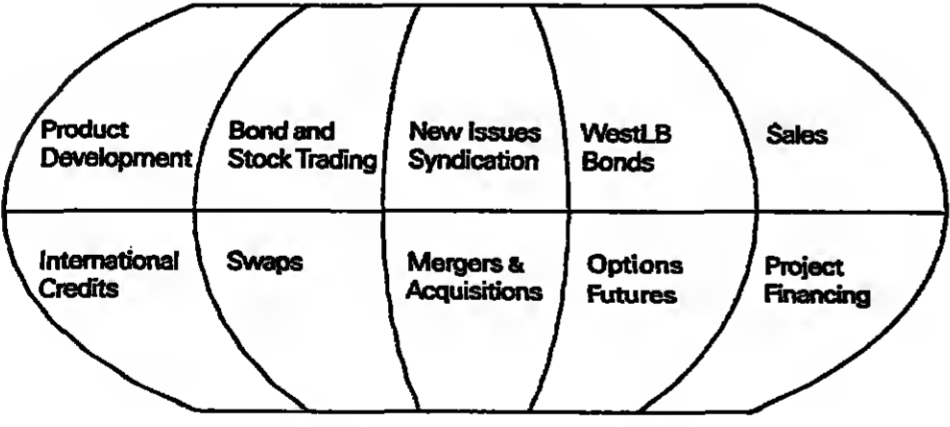 Product
Development
Bond and
Stock Trading
New Issues
Syndication
WestLB
Bonds
Sales
International
Credits
Swaps
Mergers &
Acquisitions
Options
Futures
Project
Financing